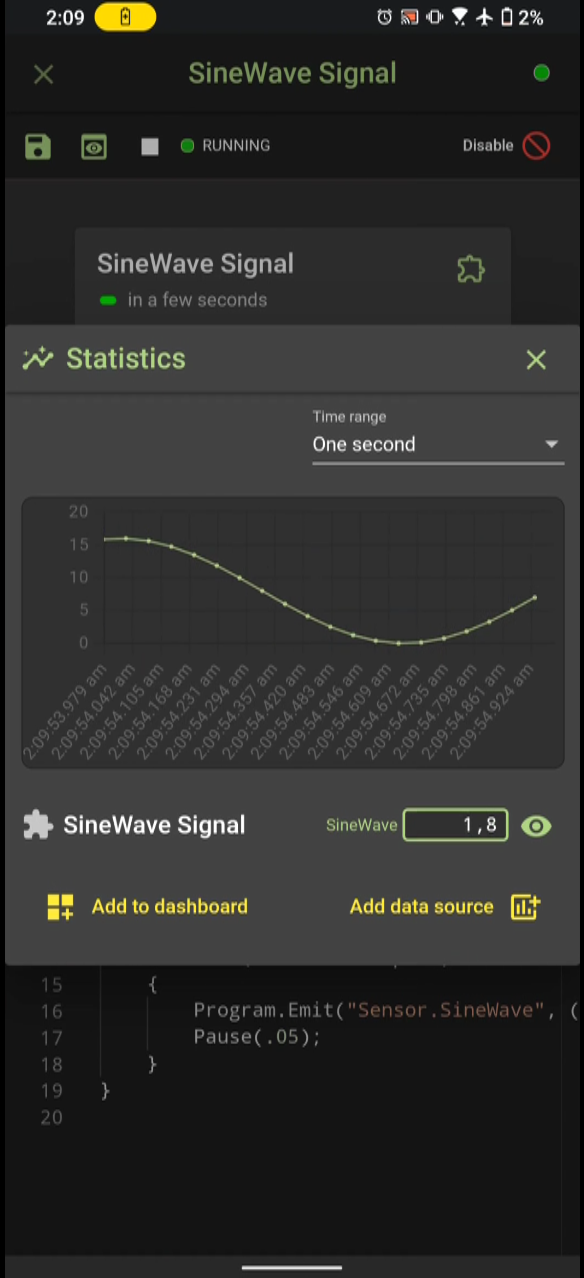 2:09 2%
SineWave Signal
RUNNING Disable
SineWave Signal
in a few seconds
Statistics
Time range
One second
20
15
10
5
0
2:09:53.979 am
2:09:54.042 am
2:09:54.105 am
2:09:54.168 am
2:09:54.231 am
2:09:54.294 am
2:09:54.357 am
2:09:54.420 am
2:09:54.483 am
2:09:54.546 am
2:09:54.609 am
2:09:54.672 am
2:09:54.735 am
2:09:54.798 am
2:09:54.861 am
2:09:54.924 am
SineWave Signal SineWave 1,8
Add to dashboard Add data source
15 {
16 Program.Emit("Sensor.SineWave", (
17 Pause(.05);
18 }
19 }
20